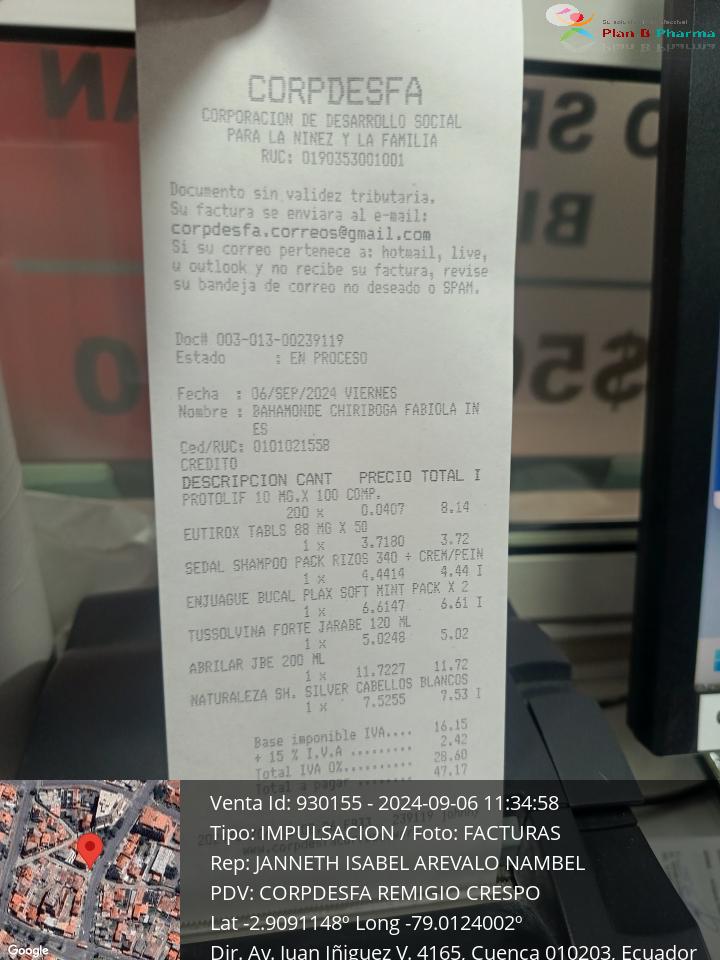 Plan B Pharma
CORPDESFA
CORPORACION DE DESARROLLO SOCIAL
PARA LA NINEZ Y LA FAMILIA
RUC: 0190353001001
Documento sin validez tributaria.
Su factura se enviara al e-mail:
corpdesfa.correos@gmail.com
Si su correo pertenece a: hotmail, live,
u outlook y no recibe su factura, revise
su bandeja de correo no deseado o SPAM.
Doc# 003-013-00239119
Estado : EN PROCESO
Fecha : 06/SEP/2024 VIERNES
Nombre : BAHAMONDE CHIRIBOGA FABIOLA IN
ES
Ced/RUC: 0101021558
CREDITO
DESCRIPCION CANT PRECIO TOTAL I
PROTOLIF 10 MG.X 100 COMP.
200 x 0.0407 8.14
EUTIROX TABLS 88 MG X 50
1 x 3.7180 3.72
SEDAL SHAMPOO PACK RIZOS 340 + CREM/PEIN
1 x 4.4414 4.44 I
ENJUAGUE BUCAL PLAX SOFT MINT PACK X 2
1 x 6.6147 6.61 I
TUSSOLVINA FORTE JARABE 120 ML
1 x 5.0248 5.02
ABRILAR JBE 200 ML
1 x 11.7227 11.72
NATURALEZA SH. SILVER CABELLOS BLANCOS
1 x 7.5255 7.53 I
Base imponible IVA.... 16.15
+ 15 % I.V.A ......... 2.42
Total IVA 0%.......... 28.60
Total a pagar ........ 47.17
239119 johnny
Venta Id: 930155 - 2024-09-06 11:34:58
Tipo: IMPULSACION / Foto: FACTURAS
Rep: JANNETH ISABEL AREVALO NAMBEL
PDV: CORPDESFA REMIGIO CRESPO
Lat -2.9091148º Long -79.0124002º
Dir. Av. Juan Iñiguez V. 4165, Cuenca 010203, Ecuador
Google